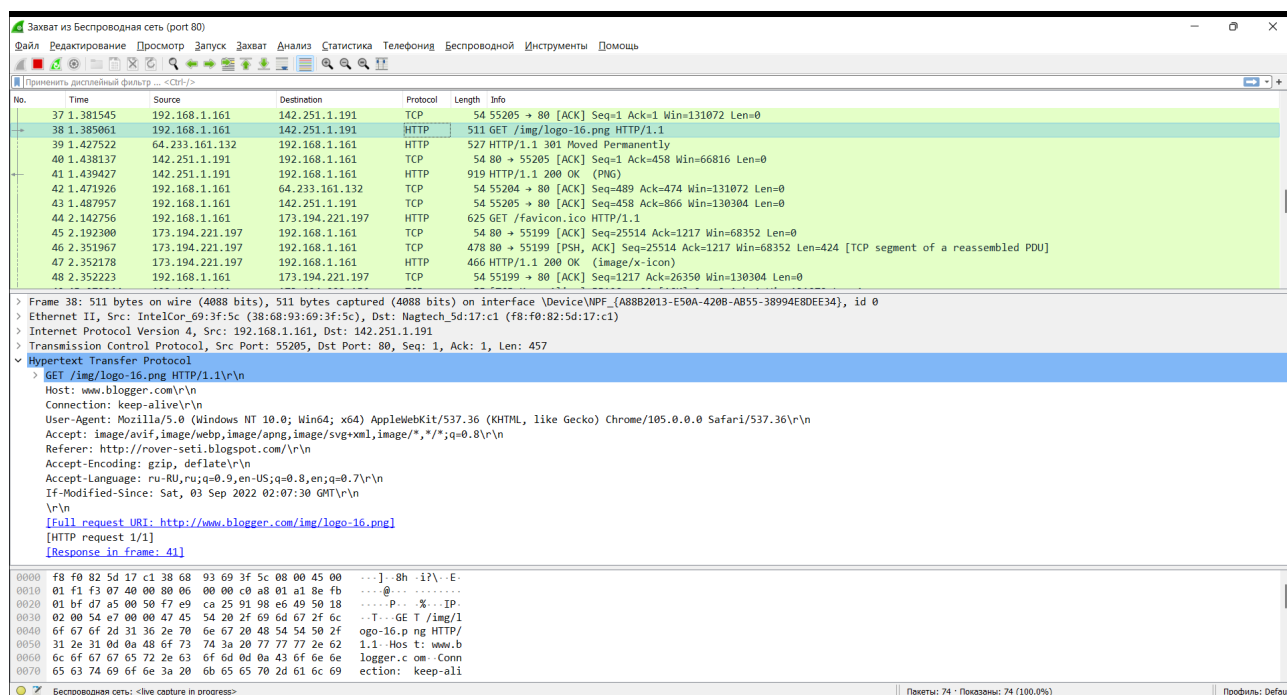 Захват из Беспроводная сеть (port 80)
Файл Редактирование Просмотр Запуск Захват Анализ Статистика Телефония Беспроводной Инструменты Помощь
Применить дисплейный фильтр ... <Ctrl-/>
No. Time Source Destination Protocol Length Info
37 1.381545 192.168.1.161 142.251.1.191 TCP 54 55205 → 80 [ACK] Seq=1 Ack=1 Win=131072 Len=0
38 1.385061 192.168.1.161 142.251.1.191 HTTP 511 GET /img/logo-16.png HTTP/1.1
39 1.427522 64.233.161.132 192.168.1.161 HTTP 527 HTTP/1.1 301 Moved Permanently
40 1.438137 142.251.1.191 192.168.1.161 TCP 54 80 → 55205 [ACK] Seq=1 Ack=458 Win=66816 Len=0
41 1.439427 142.251.1.191 192.168.1.161 HTTP 919 HTTP/1.1 200 OK (PNG)
42 1.471926 192.168.1.161 64.233.161.132 TCP 54 55204 → 80 [ACK] Seq=489 Ack=474 Win=131072 Len=0
43 1.487957 192.168.1.161 142.251.1.191 TCP 54 55205 → 80 [ACK] Seq=458 Ack=866 Win=130304 Len=0
44 2.142756 192.168.1.161 173.194.221.197 HTTP 625 GET /favicon.ico HTTP/1.1
45 2.192300 173.194.221.197 192.168.1.161 TCP 54 80 → 55199 [ACK] Seq=25514 Ack=1217 Win=68352 Len=0
46 2.351967 173.194.221.197 192.168.1.161 TCP 478 80 → 55199 [PSH, ACK] Seq=25514 Ack=1217 Win=68352 Len=424 [TCP segment of a reassembled PDU]
47 2.352178 173.194.221.197 192.168.1.161 HTTP 466 HTTP/1.1 200 OK (image/x-icon)
48 2.352223 192.168.1.161 173.194.221.197 TCP 54 55199 → 80 [ACK] Seq=1217 Ack=26350 Win=130304 Len=0
> Frame 38: 511 bytes on wire (4088 bits), 511 bytes captured (4088 bits) on interface \Device\NPF_{A88B2013-E50A-420B-AB55-38994E8DEE34}, id 0
> Ethernet II, Src: IntelCor_69:3f:5c (38:68:93:69:3f:5c), Dst: Nagtech_5d:17:c1 (f8:f0:82:5d:17:c1)
> Internet Protocol Version 4, Src: 192.168.1.161, Dst: 142.251.1.191
> Transmission Control Protocol, Src Port: 55205, Dst Port: 80, Seq: 1, Ack: 1, Len: 457
Hypertext Transfer Protocol
> GET /img/logo-16.png HTTP/1.1\r\n
Host: www.blogger.com\r\n
Connection: keep-alive\r\n
User-Agent: Mozilla/5.0 (Windows NT 10.0; Win64; x64) AppleWebKit/537.36 (KHTML, like Gecko) Chrome/105.0.0.0 Safari/537.36\r\n
Accept: image/avif,image/webp,image/apng,image/svg+xml,image/*,*/*;q=0.8\r\n
Referer: http://rover-seti.blogspot.com/\r\n
Accept-Encoding: gzip, deflate\r\n
Accept-Language: ru-RU,ru;q=0.9,en-US;q=0.8,en;q=0.7\r\n
If-Modified-Since: Sat, 03 Sep 2022 02:07:30 GMT\r\n
\r\n
[Full request URI: http://www.blogger.com/img/logo-16.png]
[HTTP request 1/1]
[Response in frame: 41]
0000 f8 f0 82 5d 17 c1 38 68 93 69 3f 5c 08 00 45 00 ···]··8h ·i?\··E·
0010 01 f1 f3 07 40 00 80 06 00 00 c0 a8 01 a1 8e fb ····@··· ········
0020 01 bf d7 a5 00 50 f7 e9 ca 25 91 98 e6 49 50 18 ·····P·· ·%···IP·
0030 02 00 54 e7 00 00 47 45 54 20 2f 69 6d 67 2f 6c ··T···GE T /img/l
0040 6f 67 6f 2d 31 36 2e 70 6e 67 20 48 54 54 50 2f ogo-16.p ng HTTP/
0050 31 2e 31 0d 0a 48 6f 73 74 3a 20 77 77 77 2e 62 1.1··Hos t: www.b
0060 6c 6f 67 67 65 72 2e 63 6f 6d 0d 0a 43 6f 6e 6e logger.c om··Conn
0070 65 63 74 69 6f 6e 3a 20 6b 65 65 70 2d 61 6c 69 ection: keep-ali
Беспроводная сеть: <live capture in progress> Пакеты: 74 · Показаны: 74 (100.0%) Профиль: Defau